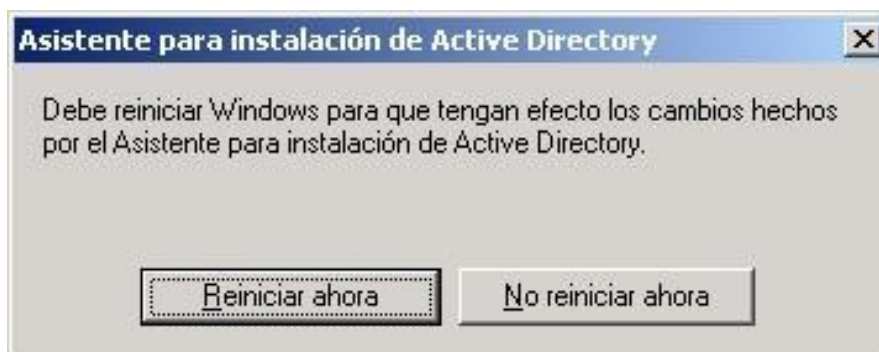 Asistente para instalación de Active Directory
Debe reiniciar Windows para que tengan efecto los cambios hechos
por el Asistente para instalación de Active Directory.
Reiniciar ahora
No reiniciar ahora